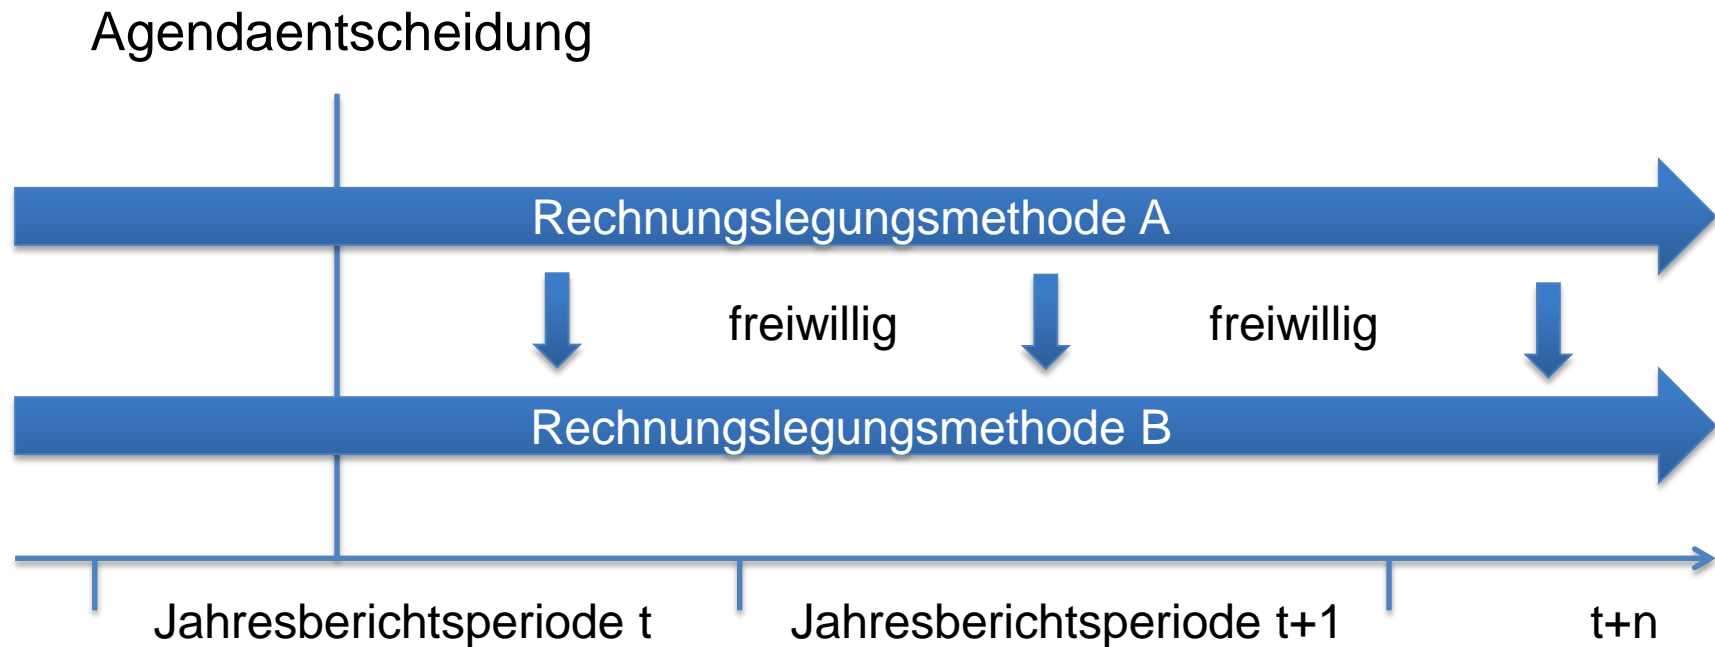 Agendaentscheidung
Rechnungslegungsmethode A
freiwillig freiwillig
Rechnungslegungsmethode B
Jahresberichtsperiode t Jahresberichtsperiode t+1 t+n